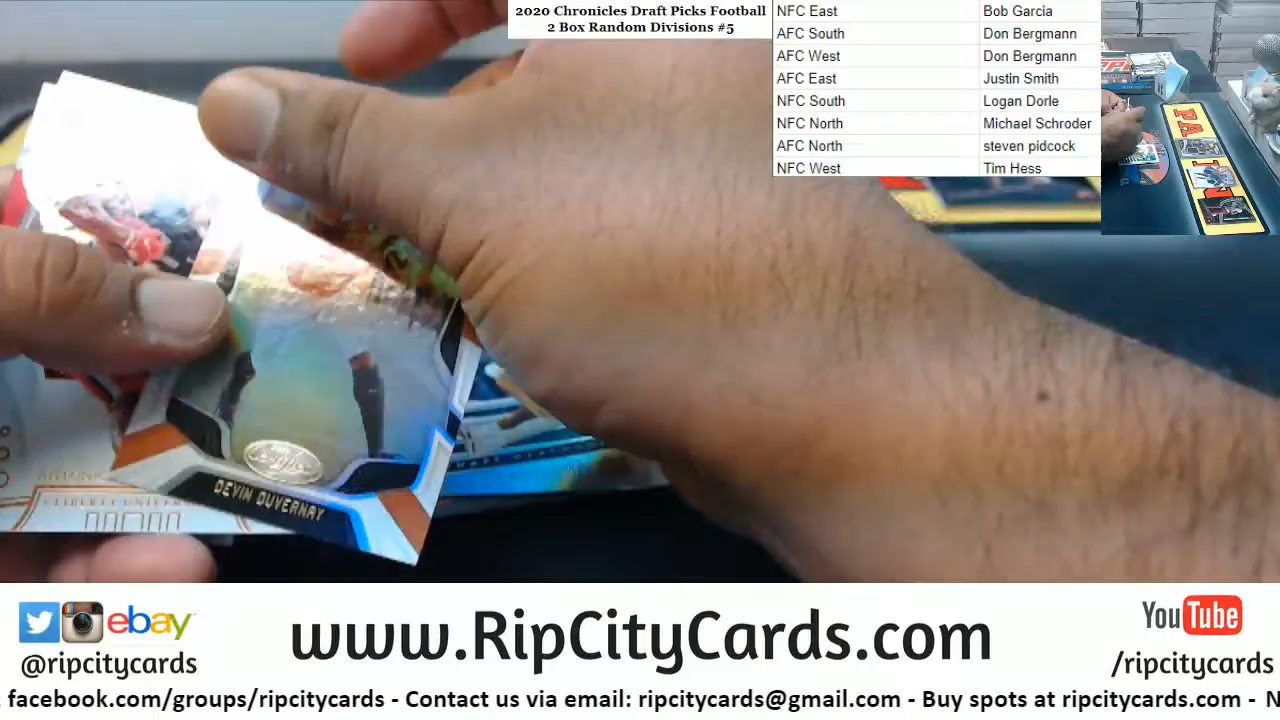 2020 Chronicles Draft Picks Football
2 Box Random Divisions #5
NFC East Bob Garcia
AFC South Don Bergmann
AFC West Don Bergmann
AFC East Justin Smith
NFC South Logan Dorle
NFC North Michael Schroder
AFC North steven pidcock
NFC West Tim Hess
DEVIN DUVERNAY
LIBERTY
ebay
@ripcitycards
www.RipCityCards.com
YouTube
/ripcitycards
facebook.com/groups/ripcitycards - Contact us via email: ripcitycards@gmail.com - Buy spots at ripcitycards.com -